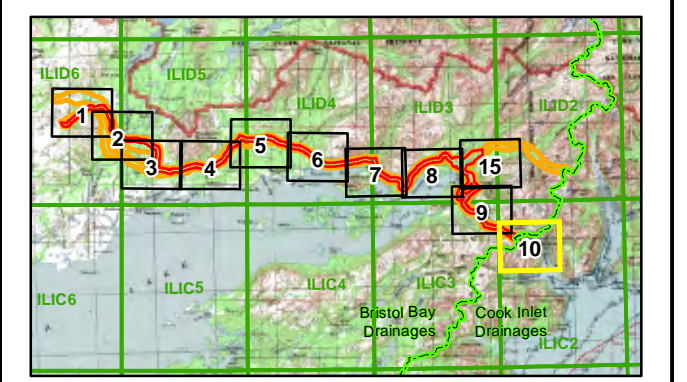 ILID6
ILID5
ILID4
ILID3
ILID2
1
2
3
4
5
6
7
8
15
9
10
ILIC6
ILIC5
ILIC4
ILIC3
ILIC2
Bristol Bay
Drainages
Cook Inlet
Drainages